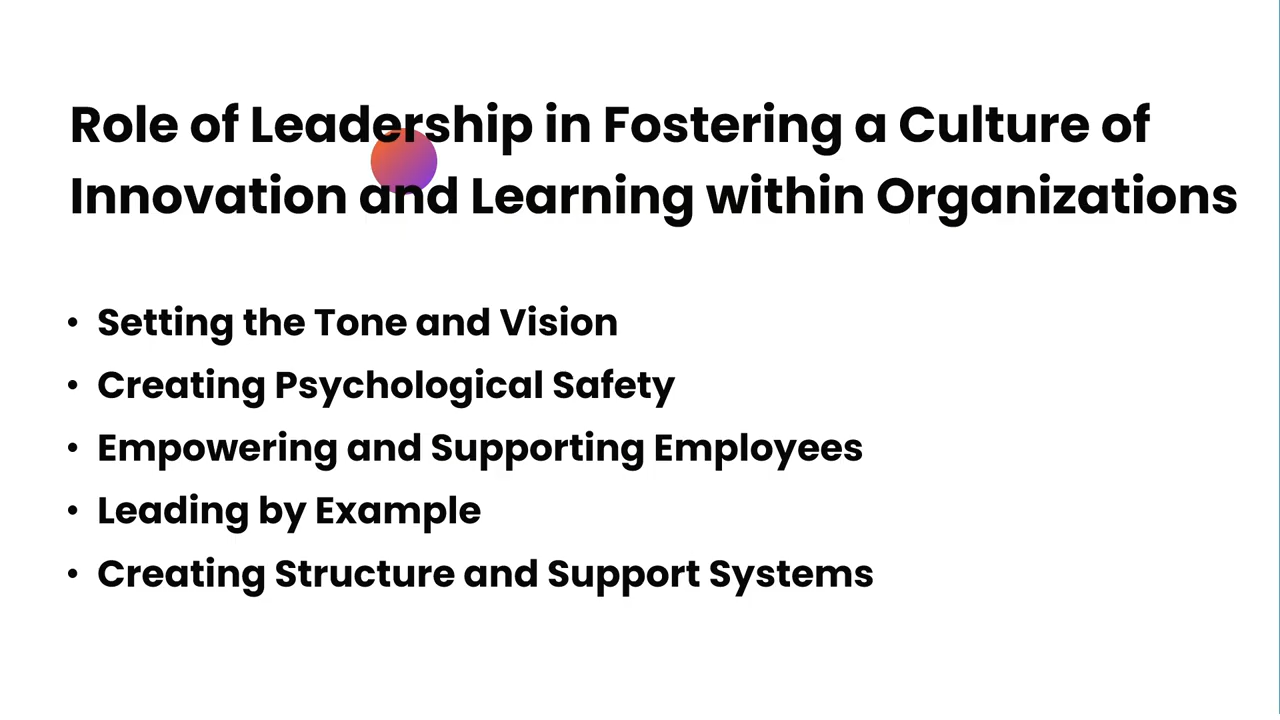 Role of Leadership in Fostering a Culture of
Innovation and Learning within Organizations
• Setting the Tone and Vision
• Creating Psychological Safety
• Empowering and Supporting Employees
• Leading by Example
• Creating Structure and Support Systems